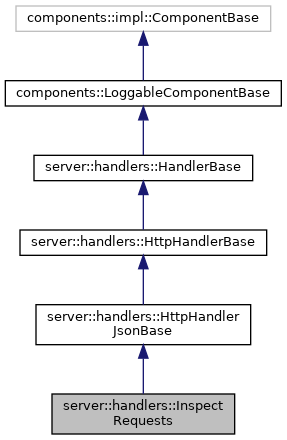 components::impl::ComponentBase
components::LoggableComponentBase
server::handlers::HandlerBase
server::handlers::HttpHandlerBase
server::handlers::HttpHandler
JsonBase
server::handlers::Inspect
Requests